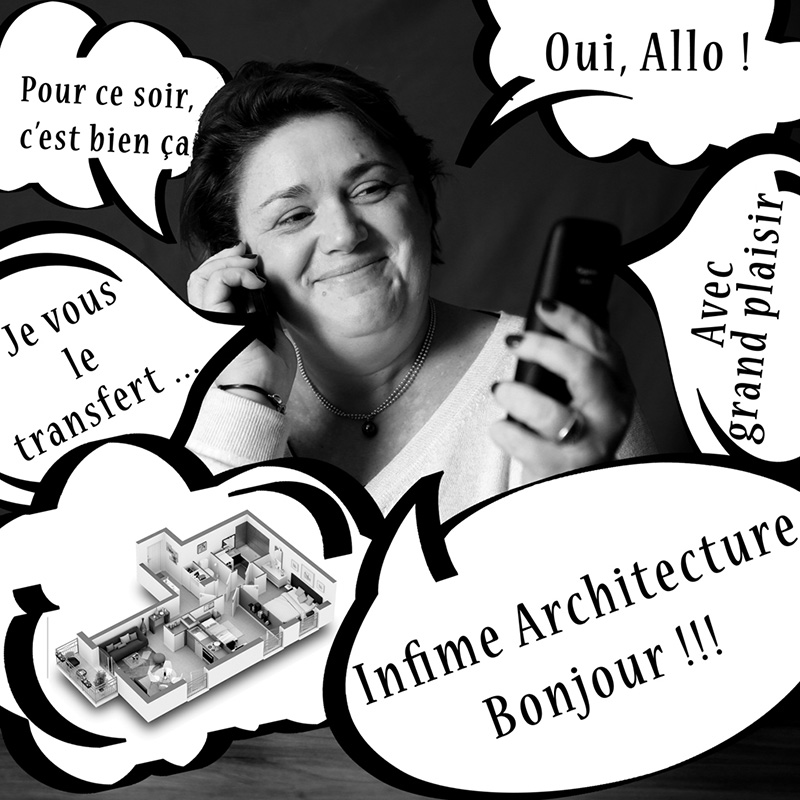 Pour ce soir,
c'est bien ça
Oui, Allo !
Je vous
le
transfert ...
Avec
grand plaisir
Infime Architecture
Bonjour !!!